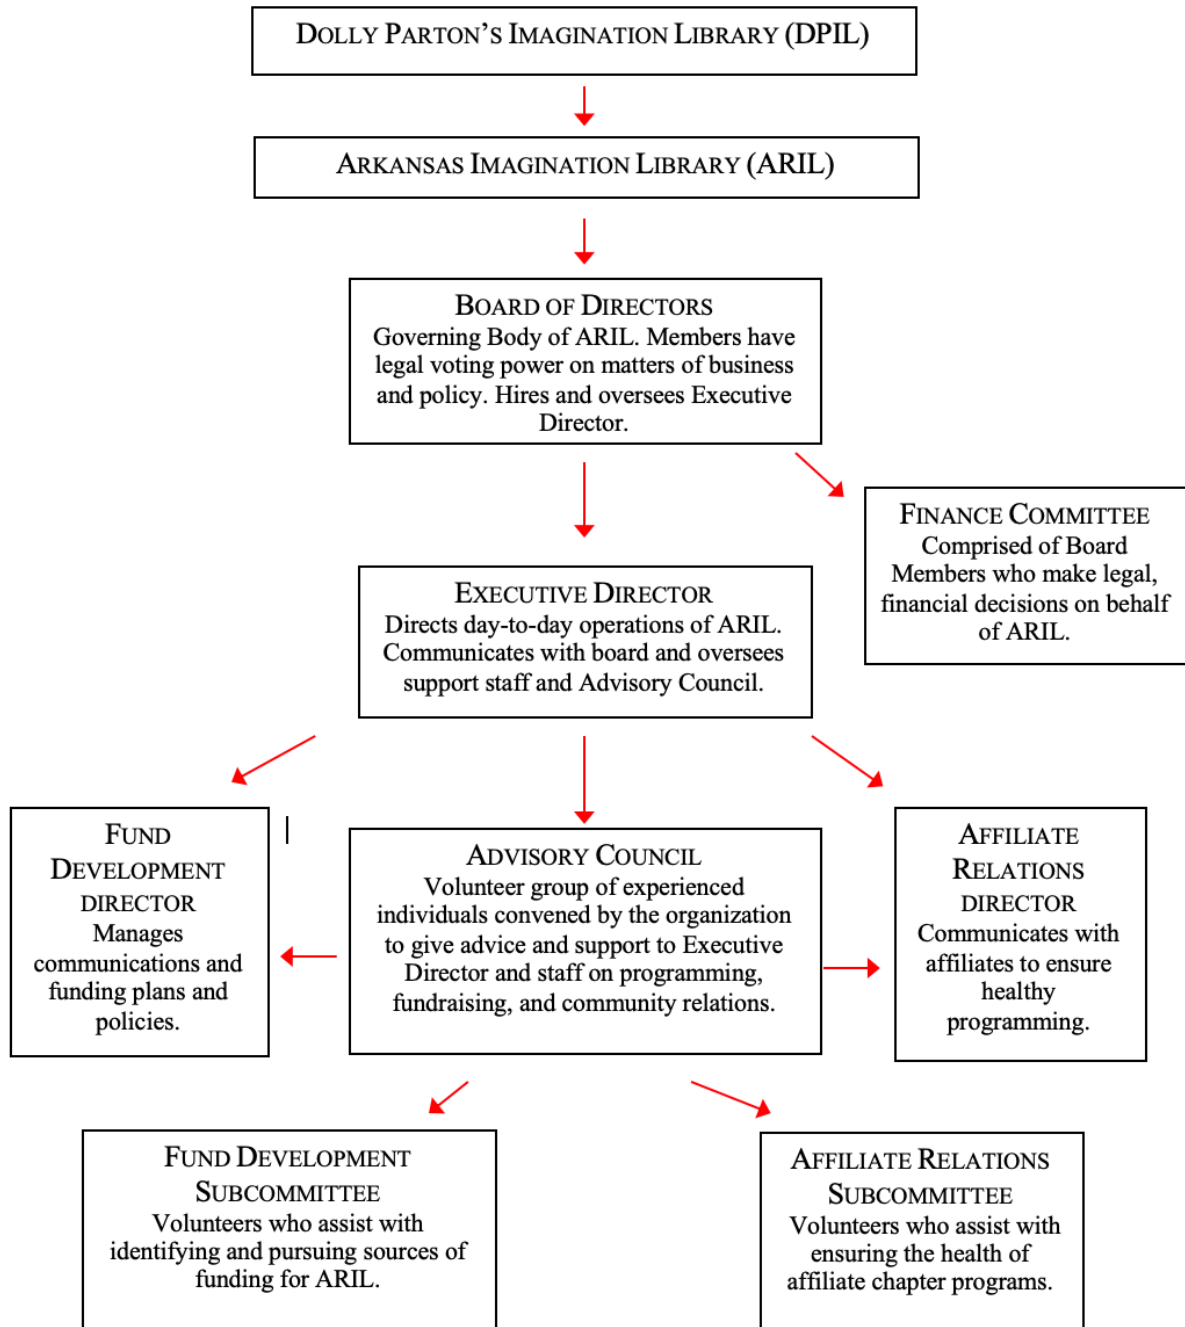 DOLLY PARTON'S IMAGINATION LIBRARY (DPIL)
ARKANSAS IMAGINATION LIBRARY (ARIL)
BOARD OF DIRECTORS
Governing Body of ARIL. Members have
legal voting power on matters of business
and policy. Hires and oversees Executive
Director.
FINANCE COMMITTEE
Comprised of Board
Members who make legal,
financial decisions on behalf
of ARIL.
EXECUTIVE DIRECTOR
Directs day-to-day operations of ARIL.
Communicates with board and oversees
support staff and Advisory Council.
FUND
DEVELOPMENT
DIRECTOR
Manages
communications and
funding plans and
policies.
ADVISORY COUNCIL
Volunteer group of experienced
individuals convened by the organization
to give advice and support to Executive
Director and staff on programming,
fundraising, and community relations.
AFFILIATE
RELATIONS
DIRECTOR
Communicates with
affiliates to ensure
healthy
programming.
FUND DEVELOPMENT
SUBCOMMITTEE
Volunteers who assist with
identifying and pursuing sources of
funding for ARIL.
AFFILIATE RELATIONS
SUBCOMMITTEE
Volunteers who assist with
ensuring the health of
affiliate chapter programs.